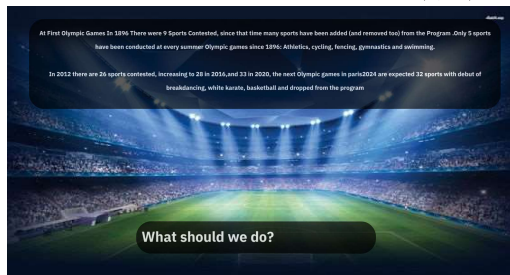 At First Olympic Games In 1896 There were 9 Sports Contested, since that time many sports have been added (and removed too) from the Program .Only 5 sports
have been conducted at every summer Olympic games since 1896: Athletics, cycling, fencing, gymnastics and swimming.
In 2012 there are 26 sports contested, increasing to 28 in 2016,and 33 in 2020, the next Olympic games in paris2024 are expected 32 sports with debut of
breakdancing, white karate, basketball and dropped from the program
What should we do?